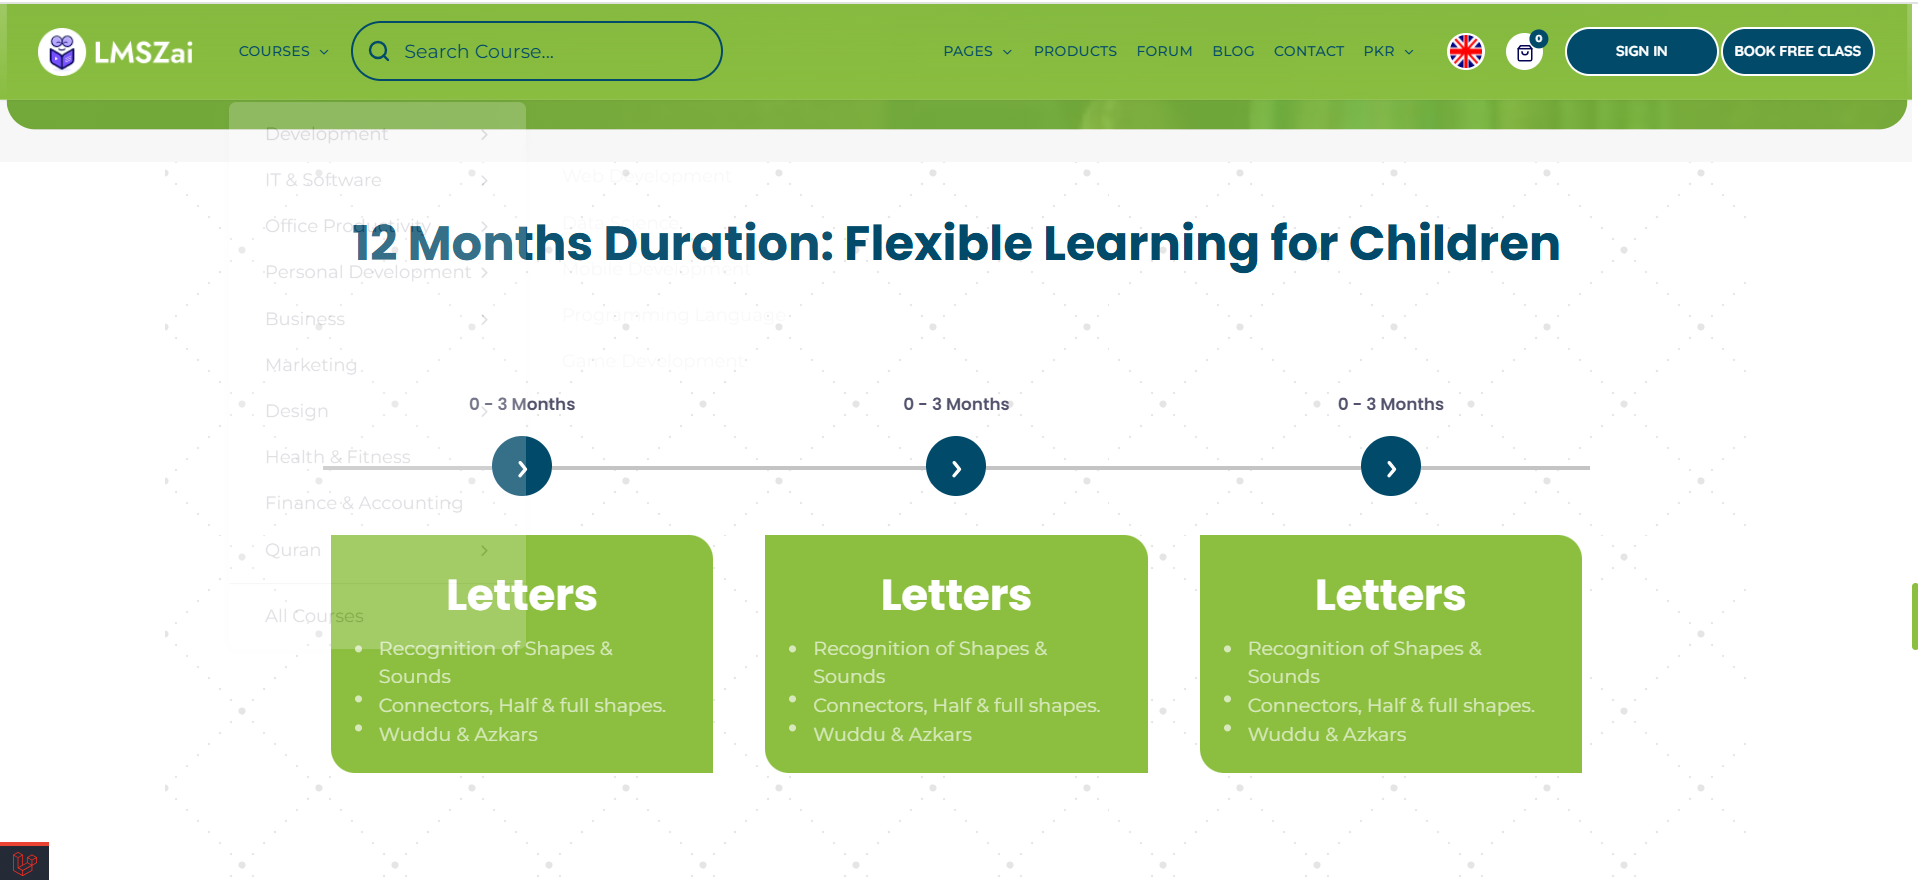 LMSZai
COURSES
Search Course...
PAGES
PRODUCTS
FORUM
BLOG
CONTACT
PKR
0
SIGN IN
BOOK FREE CLASS
Development
IT & Software
Office Productivity
Personal Development
Business
Marketing
Design
Health & Fitness
Finance & Accounting
Quran
All Courses
Web Development
Data Science
Mobile Development
Programming Language
Game Development
12 Months Duration: Flexible Learning for Children
0 - 3 Months
0 - 3 Months
0 - 3 Months
Letters
Recognition of Shapes &
Sounds
Connectors, Half & full shapes.
Wuddu & Azkars
Letters
Recognition of Shapes &
Sounds
Connectors, Half & full shapes.
Wuddu & Azkars
Letters
Recognition of Shapes &
Sounds
Connectors, Half & full shapes.
Wuddu & Azkars